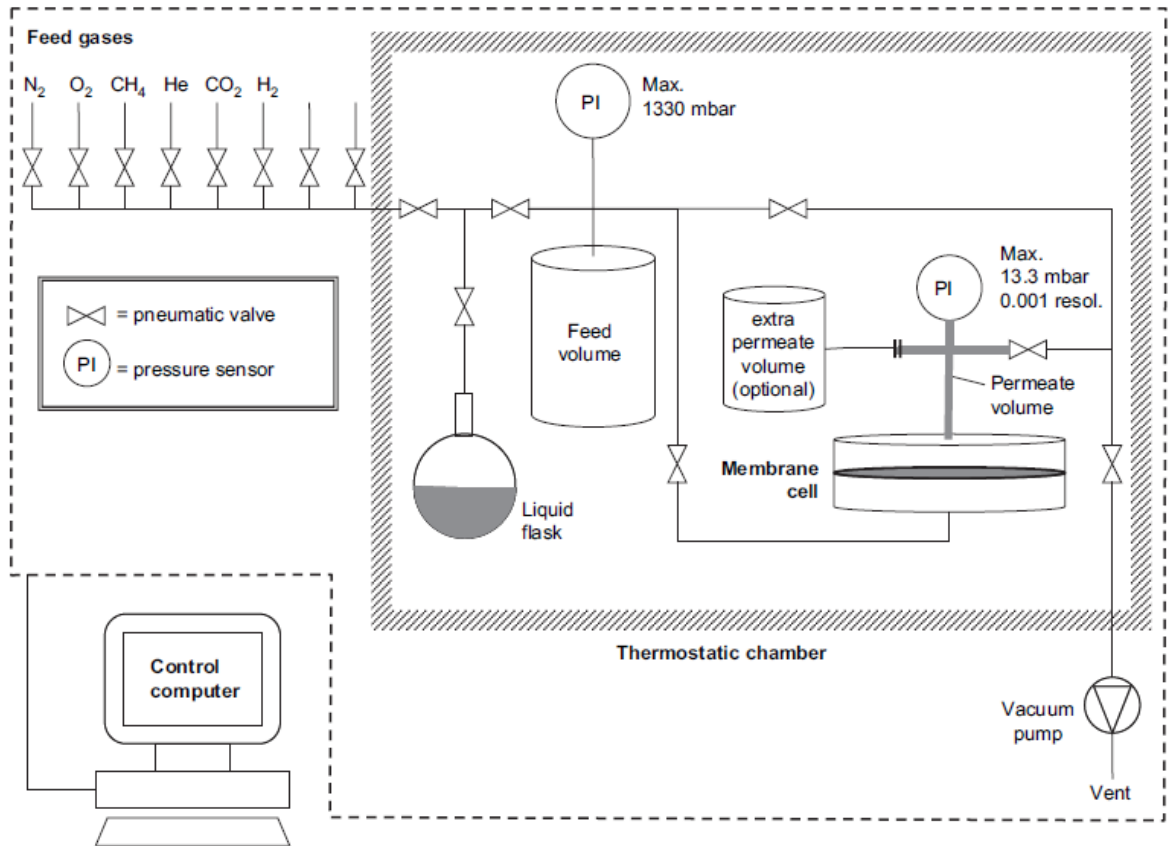 Feed gases
N₂ O₂ CH₄ He CO₂ H₂
PI
Max.
1330 mbar
= pneumatic valve
PI
= pressure sensor
Feed
volume
extra
permeate
volume
(optional)
PI
Max.
13.3 mbar
0.001 resol.
Permeate
volume
Membrane
cell
Liquid
flask
Thermostatic chamber
Control
computer
Vacuum
pump
Vent